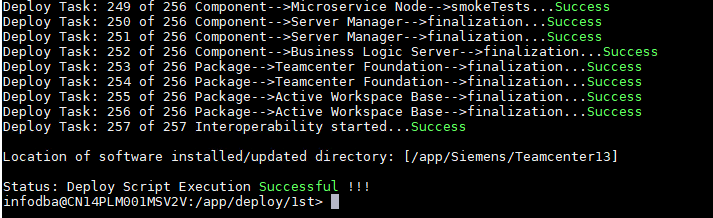 Deploy Task: 249 of 256 Component-->Microservice Node-->smokeTests...Success
Deploy Task: 250 of 256 Component-->Server Manager-->finalization...Success
Deploy Task: 251 of 256 Component-->Server Manager-->finalization...Success
Deploy Task: 252 of 256 Component-->Business Logic Server-->finalization...Success
Deploy Task: 253 of 256 Package-->Teamcenter Foundation-->finalization...Success
Deploy Task: 254 of 256 Package-->Teamcenter Foundation-->finalization...Success
Deploy Task: 255 of 256 Package-->Active Workspace Base-->finalization...Success
Deploy Task: 256 of 256 Package-->Active Workspace Base-->finalization...Success
Deploy Task: 257 of 257 Interoperability started...Success
Location of software installed/updated directory: [/app/Siemens/Teamcenter13]
Status: Deploy Script Execution Successful !!!
infodba@CN14PLM001MSV2V:/app/deploy/1st>